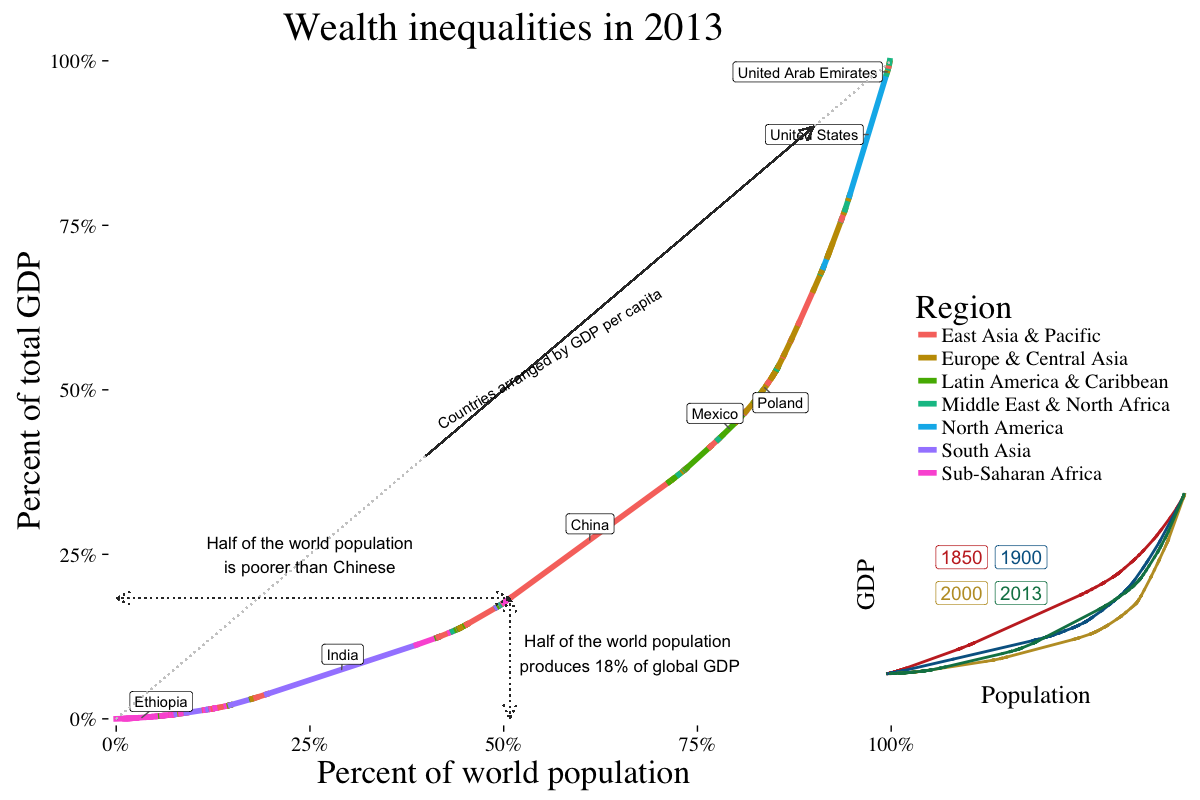 Wealth inequalities in 2013
Percent of total GDP
100%
75%
50%
25%
0%
United Arab Emirates
United States
Countries arranged by GDP per capita
Poland
Mexico
China
Half of the world population
is poorer than Chinese
Half of the world population
produces 18% of global GDP
India
Ethiopia
0%
25%
50%
75%
100%
Percent of world population
Region
East Asia & Pacific
Europe & Central Asia
Latin America & Caribbean
Middle East & North Africa
North America
South Asia
Sub-Saharan Africa
GDP
1850 1900
2000 2013
Population